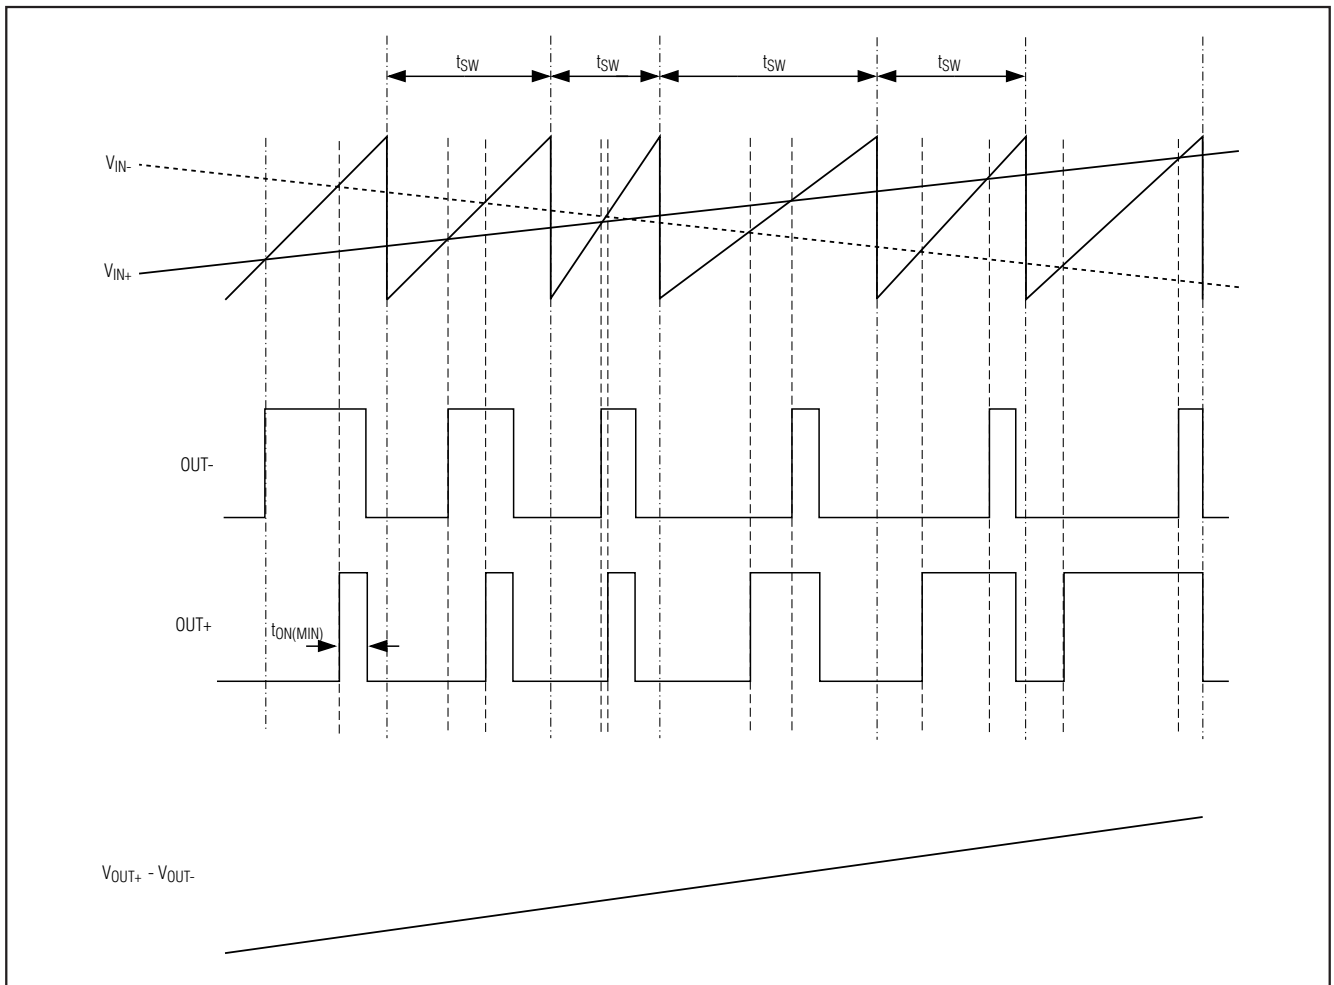 tSW tSW tSW tSW
VIN-
VIN+
OUT-
OUT+
tON(MIN)
VOUT+ - VOUT-